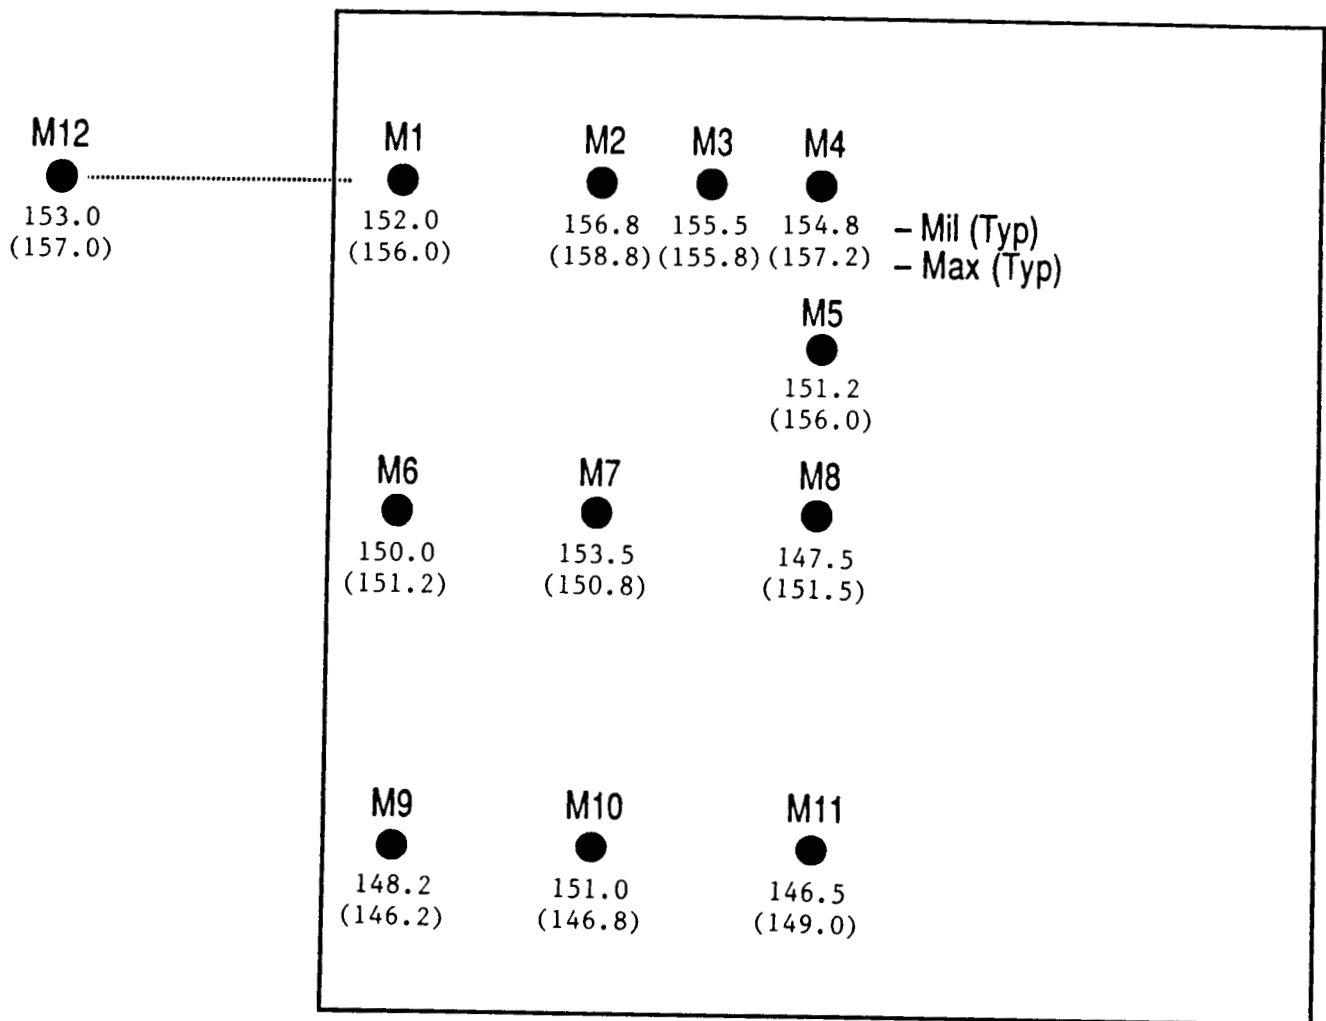 M12
153.0
(157.0)
M1
152.0
(156.0)
M2
156.8
(158.8)
M3
155.5
(155.8)
M4
154.8
(157.2)
– Mil (Typ)
– Max (Typ)
M5
151.2
(156.0)
M6
150.0
(151.2)
M7
153.5
(150.8)
M8
147.5
(151.5)
M9
148.2
(146.2)
M10
151.0
(146.8)
M11
146.5
(149.0)